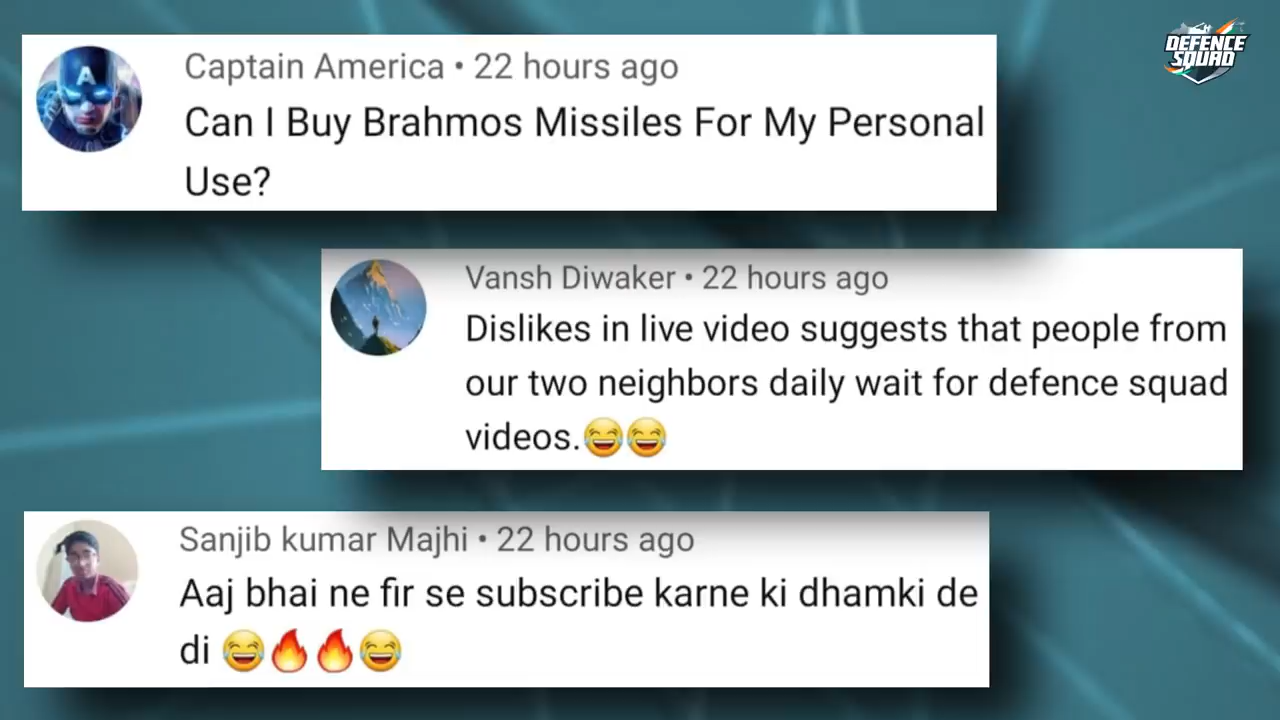 DEFENCE
SQUAD
Captain America • 22 hours ago
Can I Buy Brahmos Missiles For My Personal
Use?
Vansh Diwaker • 22 hours ago
Dislikes in live video suggests that people from
our two neighbors daily wait for defence squad
videos.😂😂
Sanjib kumar Majhi • 22 hours ago
Aaj bhai ne fir se subscribe karne ki dhamki de
di 😂🔥🔥😂